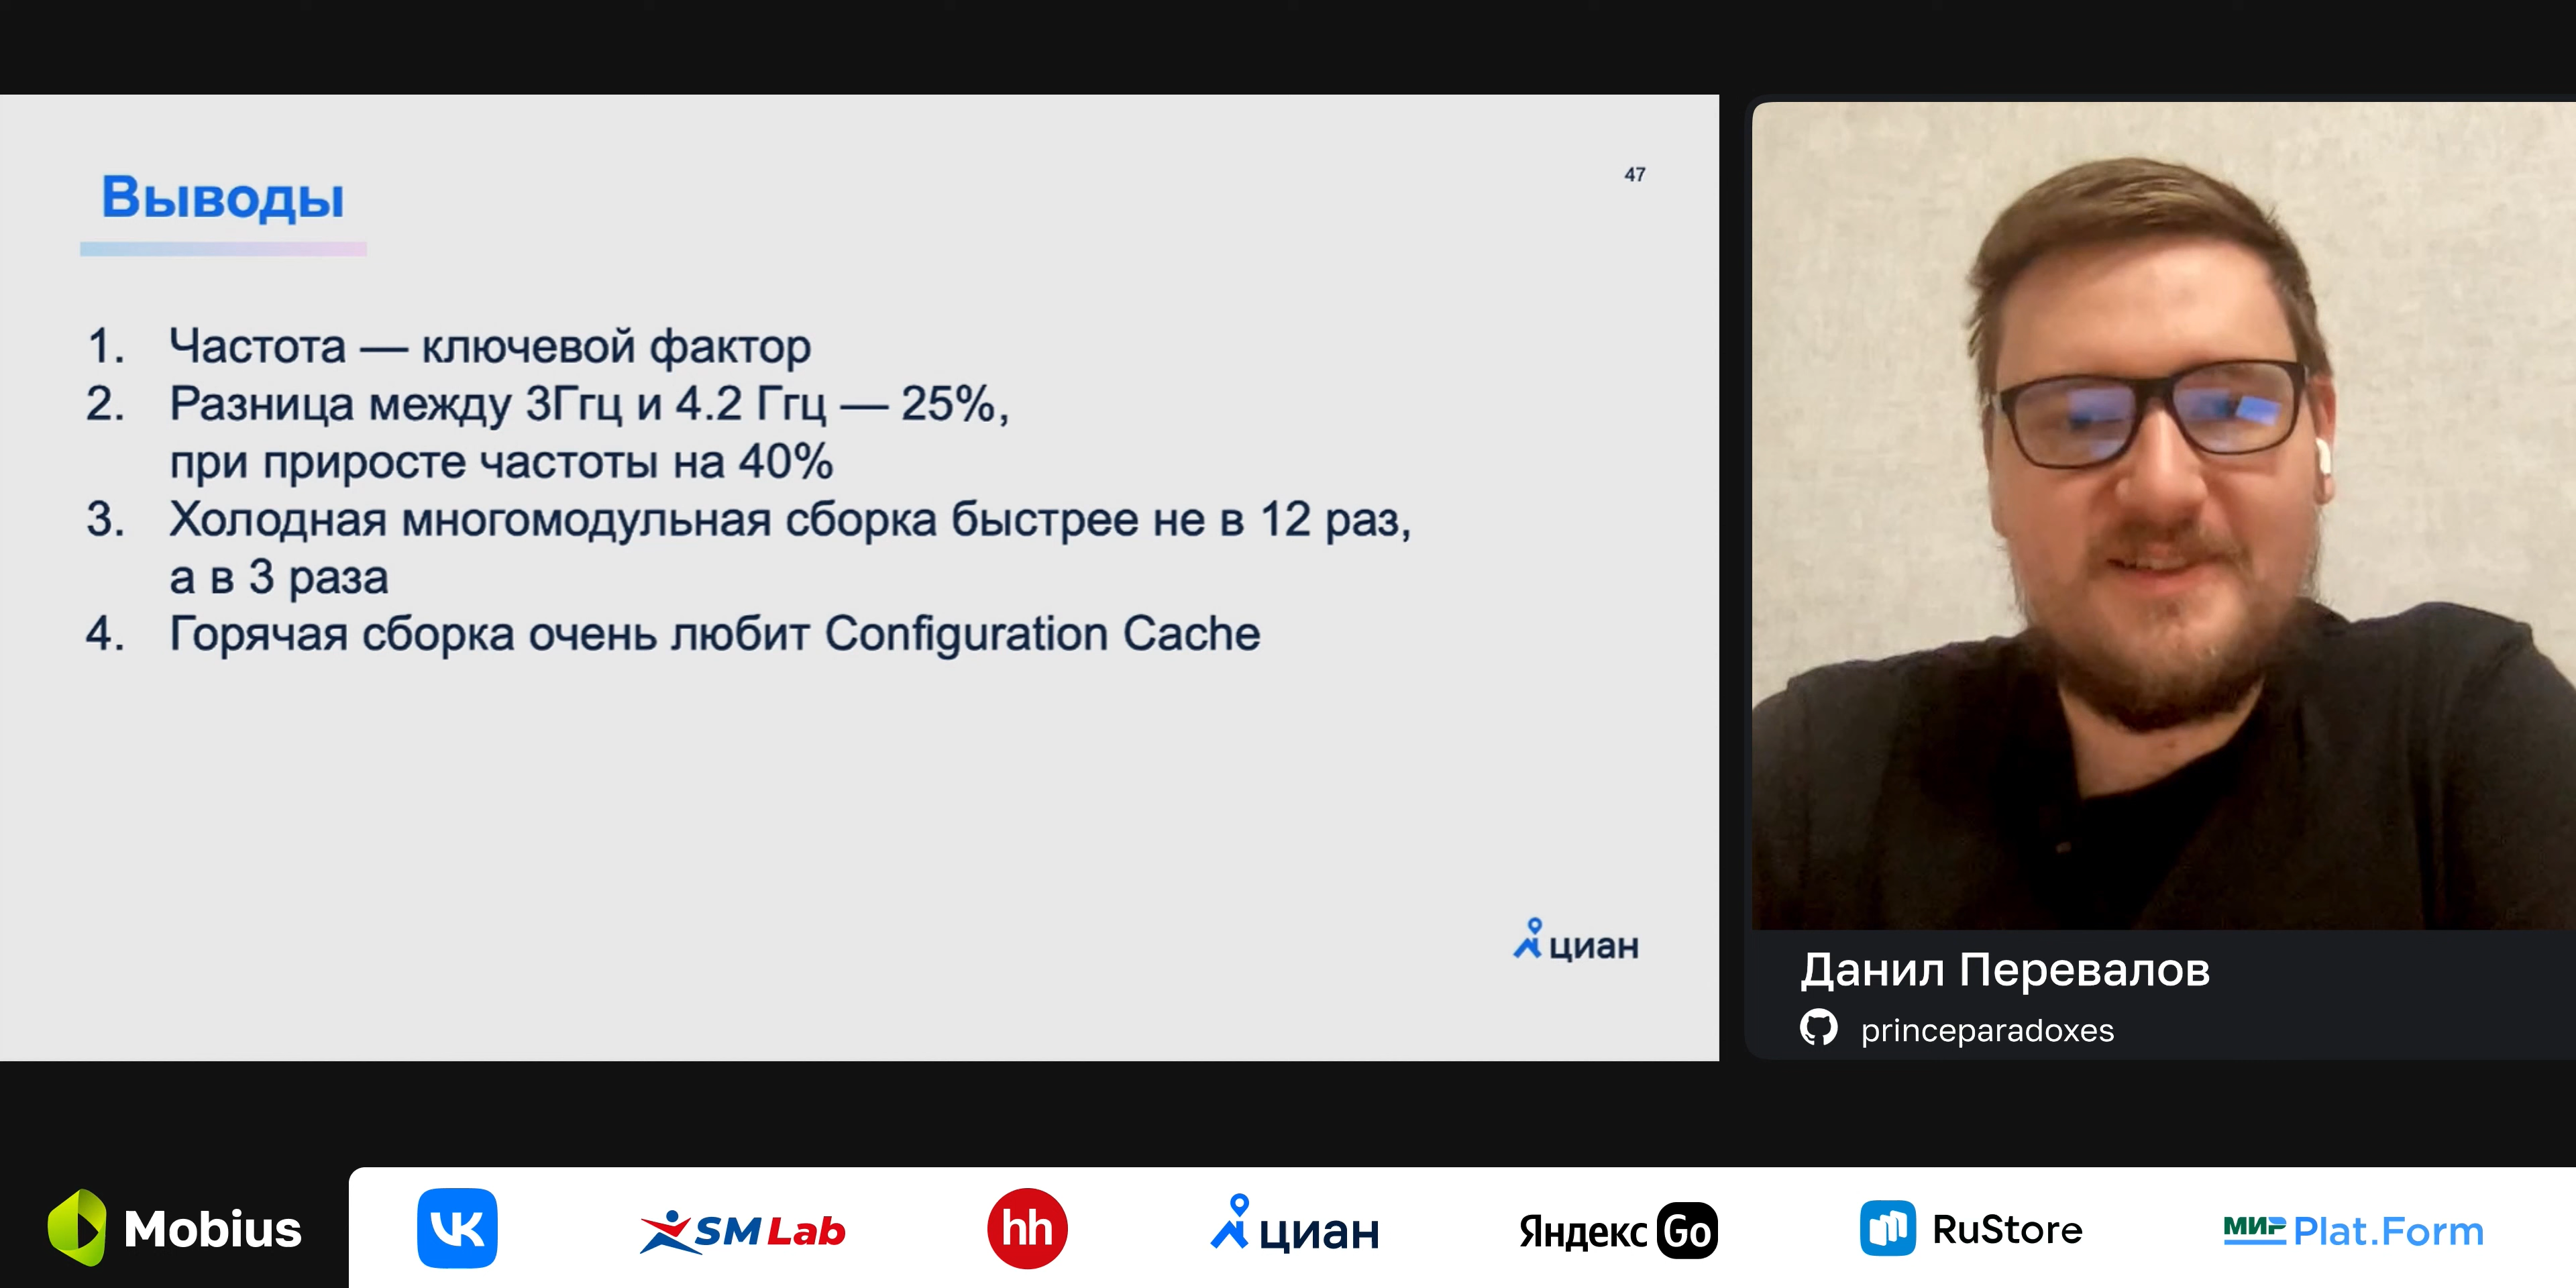 Выводы
47
1. Частота — ключевой фактор
2. Разница между 3Ггц и 4.2 Ггц — 25%,
при приросте частоты на 40%
3. Холодная многомодульная сборка быстрее не в 12 раз,
а в 3 раза
4. Горячая сборка очень любит Configuration Cache
циан
Данил Перевалов
princeparadoxes
Mobius
VK
SM Lab
hh
циан
Яндекс Go
RuStore
МИР Plat.Form